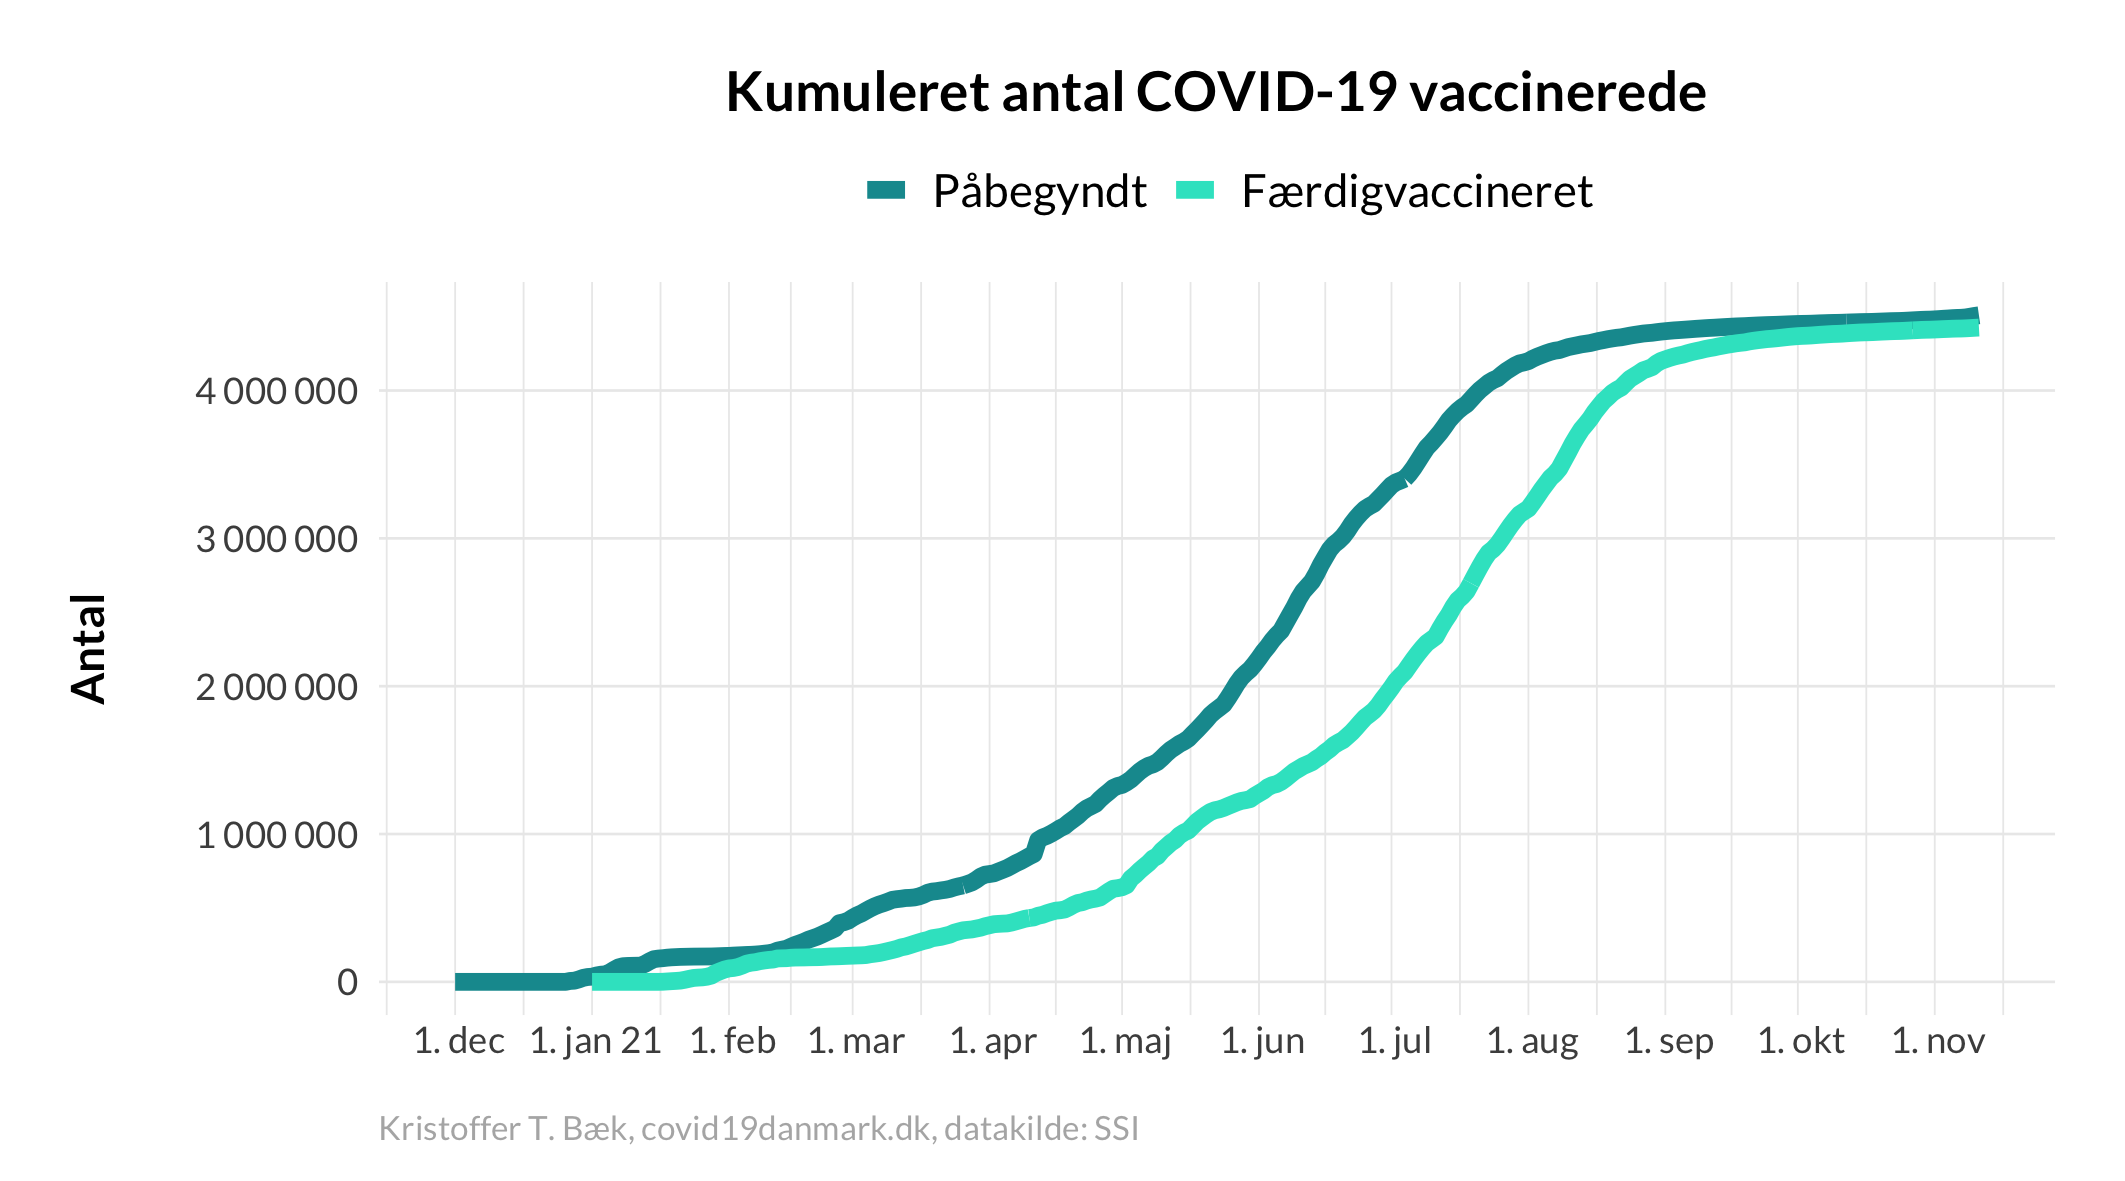 Kumuleret antal COVID-19 vaccinerede
Påbegyndt Færdigvaccineret
Antal
4 000 000
3 000 000
2 000 000
1 000 000
0
1. dec 1. jan 21 1. feb 1. mar 1. apr 1. maj 1. jun 1. jul 1. aug 1. sep 1. okt 1. nov
Kristoffer T. Bæk, covid19danmark.dk, datakilde: SSI